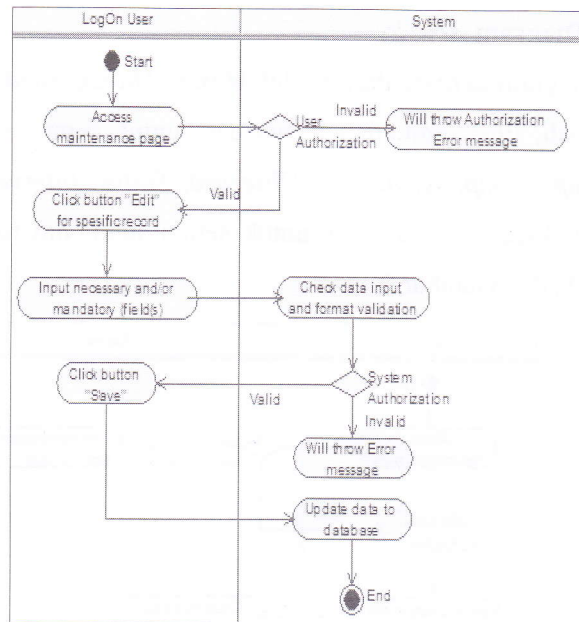 LogOn User
System
Start
Access
maintenance page
User
Authorization
Invalid
Will throw Authorization
Error message
Valid
Click button "Edit"
for spesific record
Input necessary and/or
mandatory (field(s)
Check data input
and format validation
System
Authorization
Valid
Click button
"Save"
Invalid
Will throw Error
message
Update data to
database
End